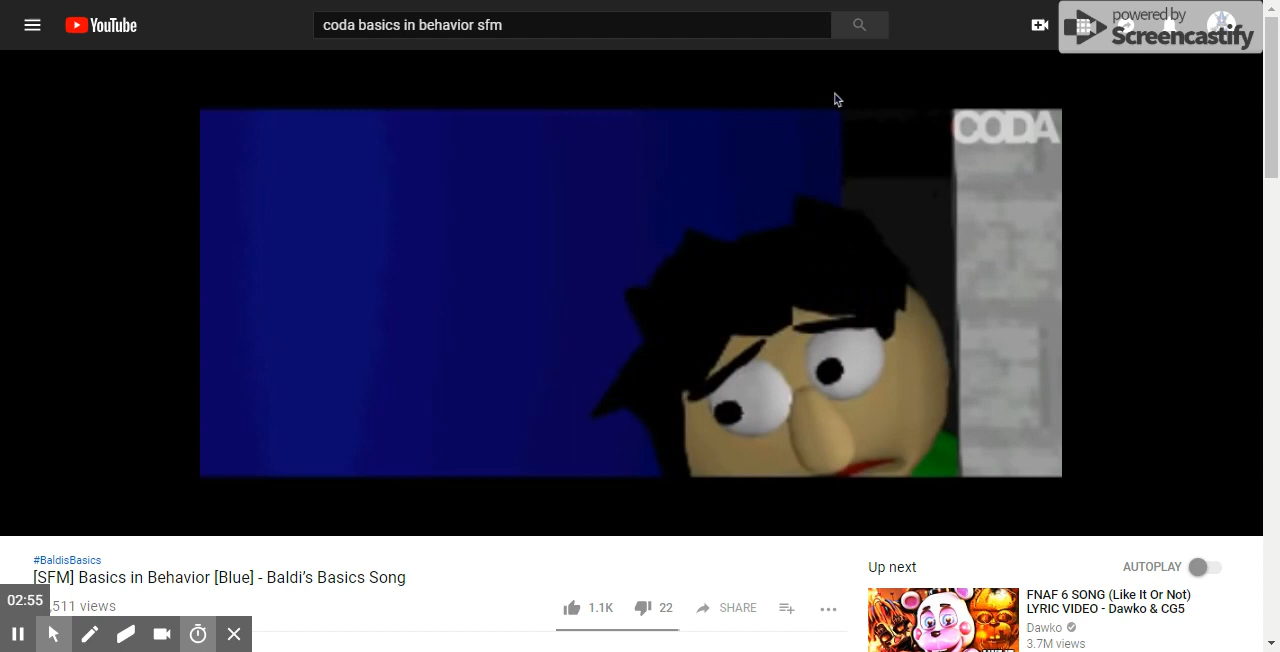 YouTube
coda basics in behavior sfm
powered by
Screencastify
CODA
#BaldisBasics
[SFM] Basics in Behavior [Blue] - Baldi's Basics Song
511 views
1.1K
22
SHARE
Up next
AUTOPLAY
FNAF 6 SONG (Like It Or Not)
LYRIC VIDEO - Dawko & CG5
Dawko
3.7M views
02:55